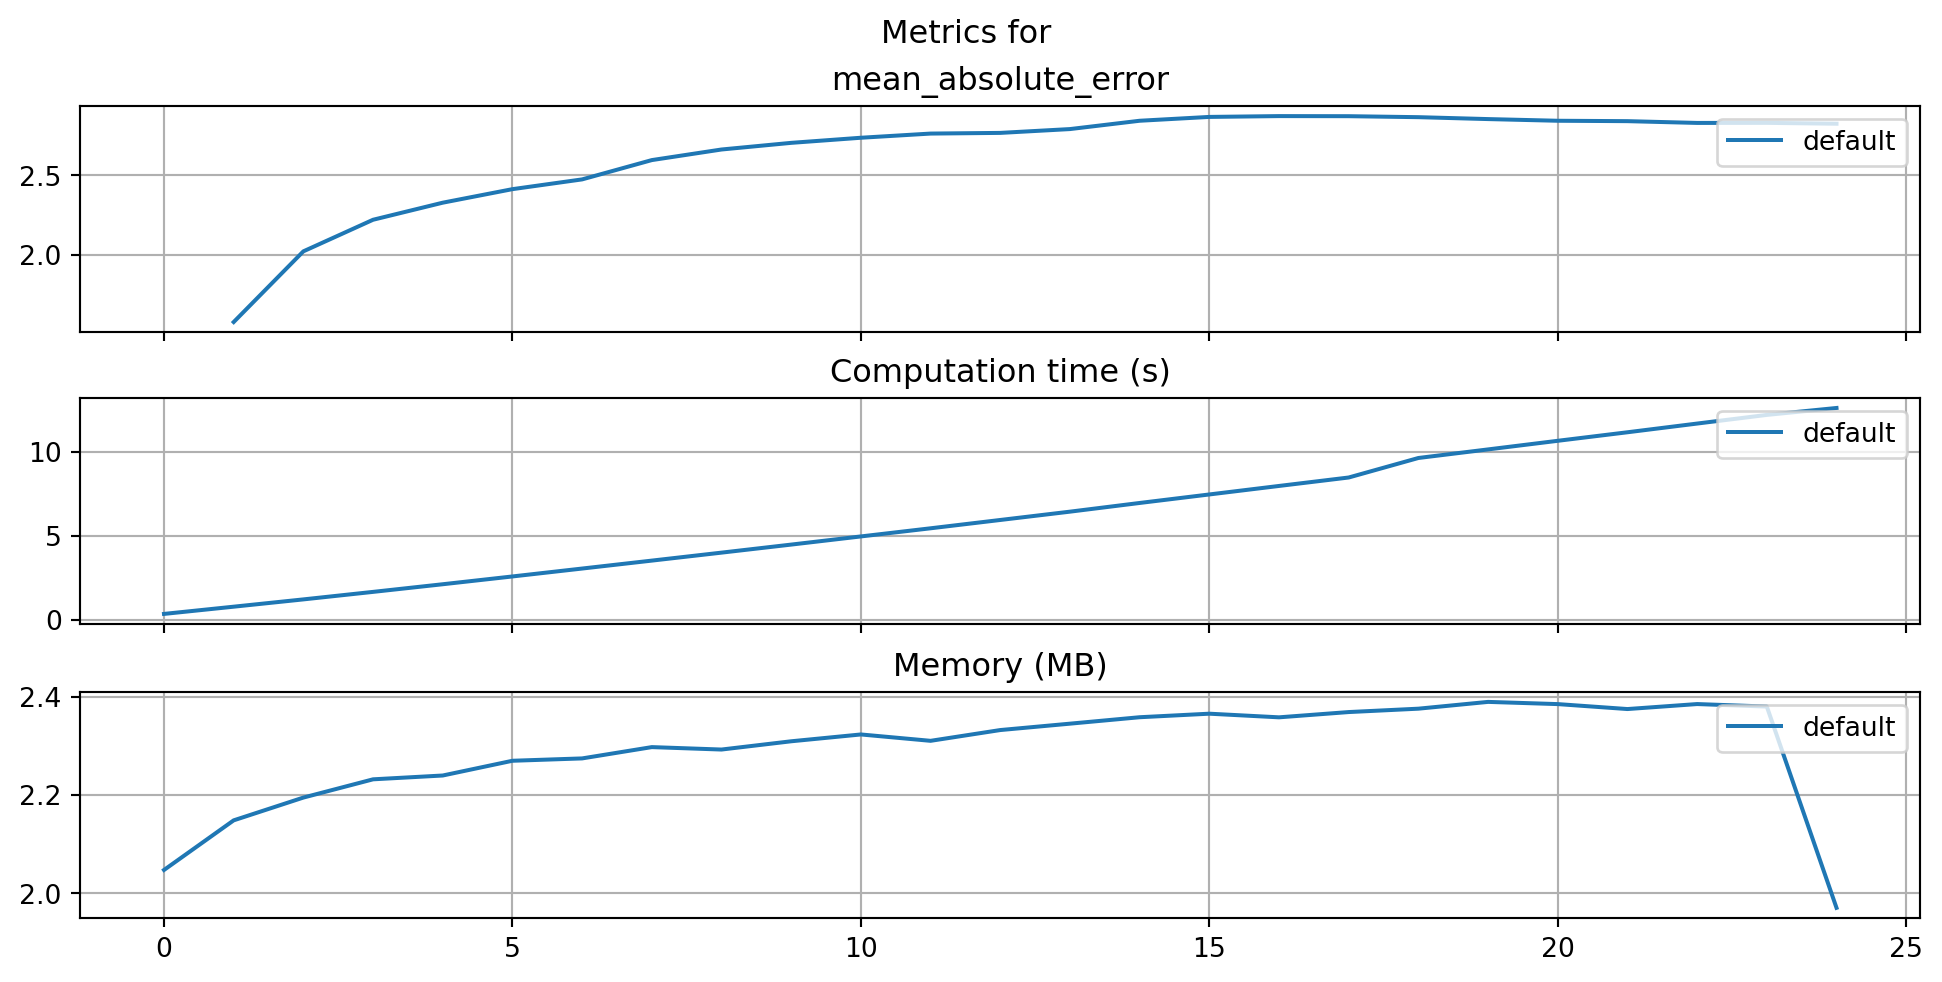 Metrics for
mean_absolute_error
2.5
2.0
default
Computation time (s)
10
5
0
default
Memory (MB)
2.4
2.2
2.0
default
0 5 10 15 20 25